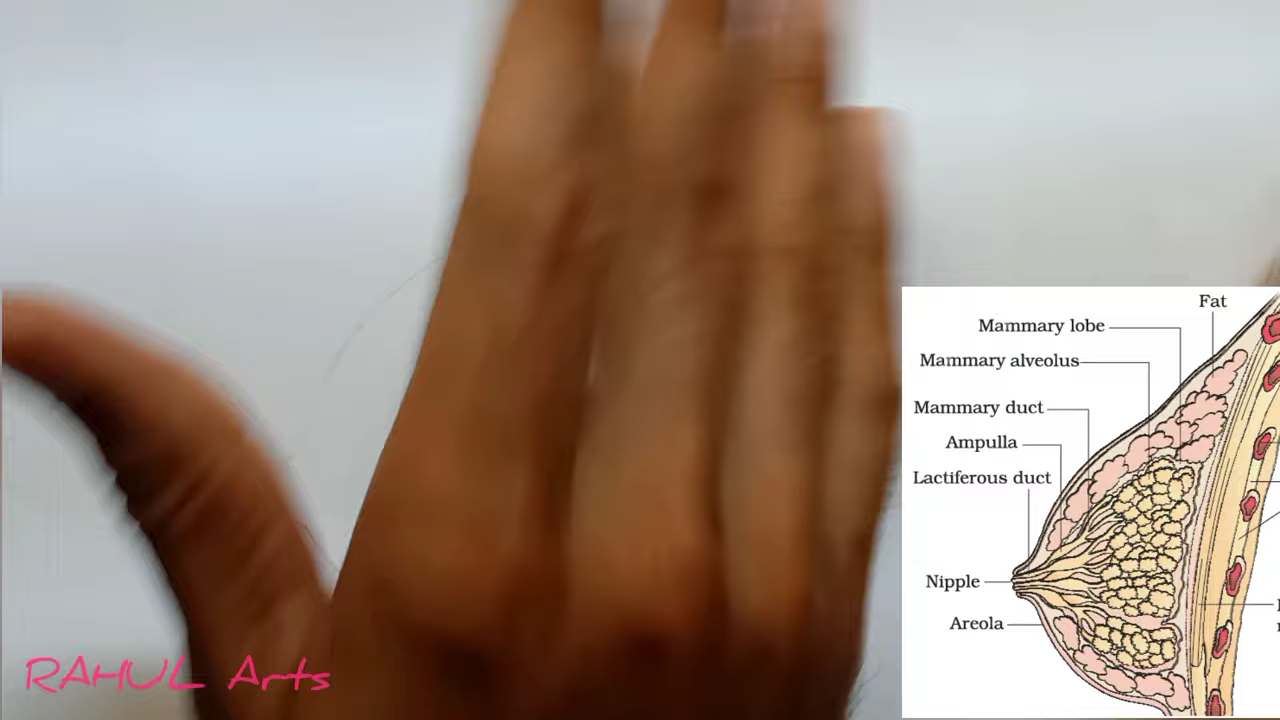 Fat
Mammary lobe
Mammary alveolus
Mammary duct
Ampulla
Lactiferous duct
Nipple
Areola
RAHUL Arts